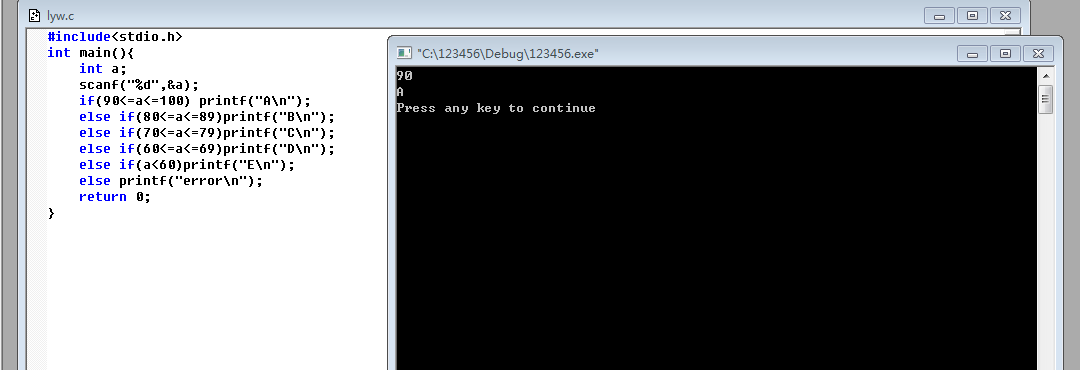 lyw.c
#include<stdio.h>
int main(){
    int a;
    scanf("%d",&a);
    if(90<=a<=100) printf("A\n");
    else if(80<=a<=89)printf("B\n");
    else if(70<=a<=79)printf("C\n");
    else if(60<=a<=69)printf("D\n");
    else if(a<60)printf("E\n");
    else printf("error\n");
    return 0;
}
"C:\123456\Debug\123456.exe"
90
A
Press any key to continue